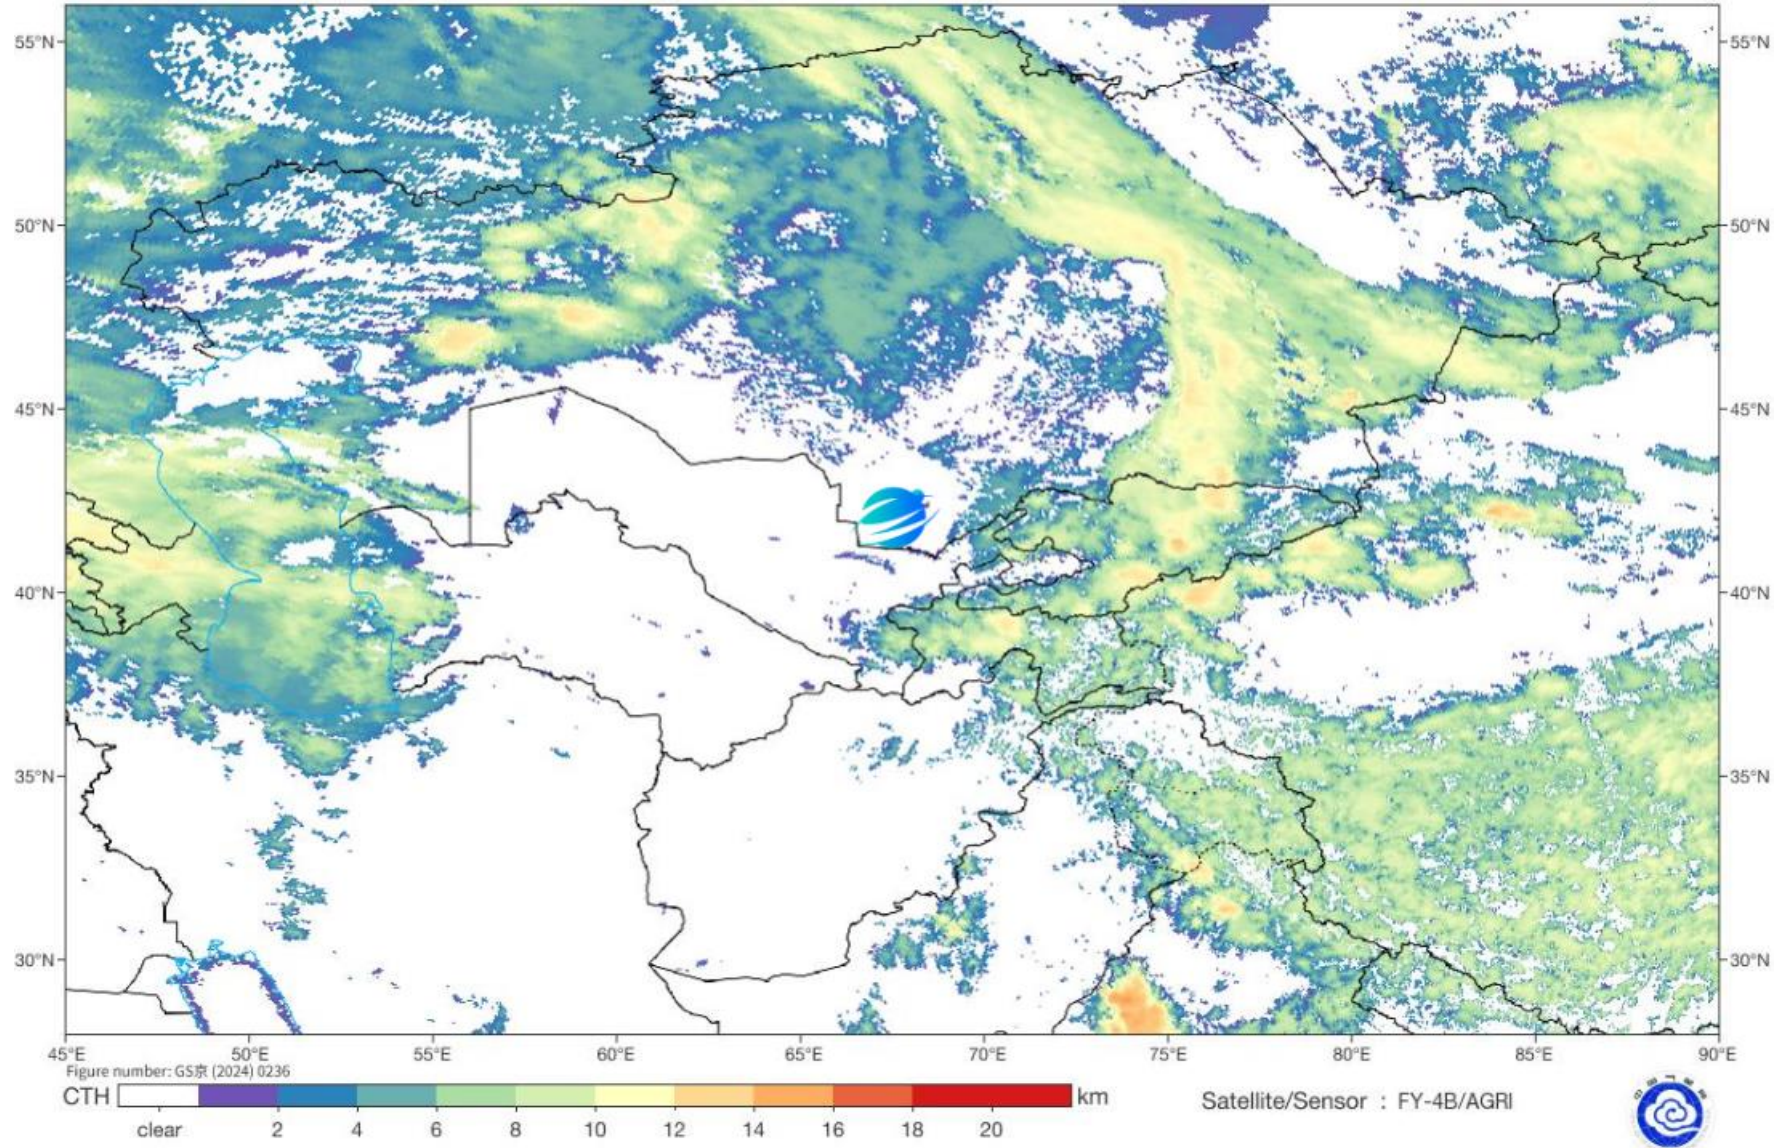 55°N 55°N
50°N 50°N
45°N 45°N
40°N 40°N
35°N 35°N
30°N 30°N
45°E 50°E 55°E 60°E 65°E 70°E 75°E 80°E 85°E 90°E
Figure number: GS京 (2024) 0236
CTH km Satellite/Sensor : FY-4B/AGRI
clear 2 4 6 8 10 12 14 16 18 20